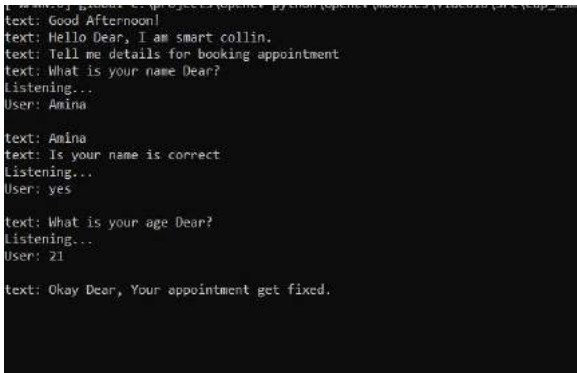 text: Good Afternoon!
text: Hello Dear, I am smart collin.
text: Tell me details for booking appointment
text: What is your name Dear?
Listening...
User: Amina
text: Amina
text: Is your name is correct
Listening...
User: yes
text: What is your age Dear?
Listening...
User: 21
text: Okay Dear, Your appointment get fixed.